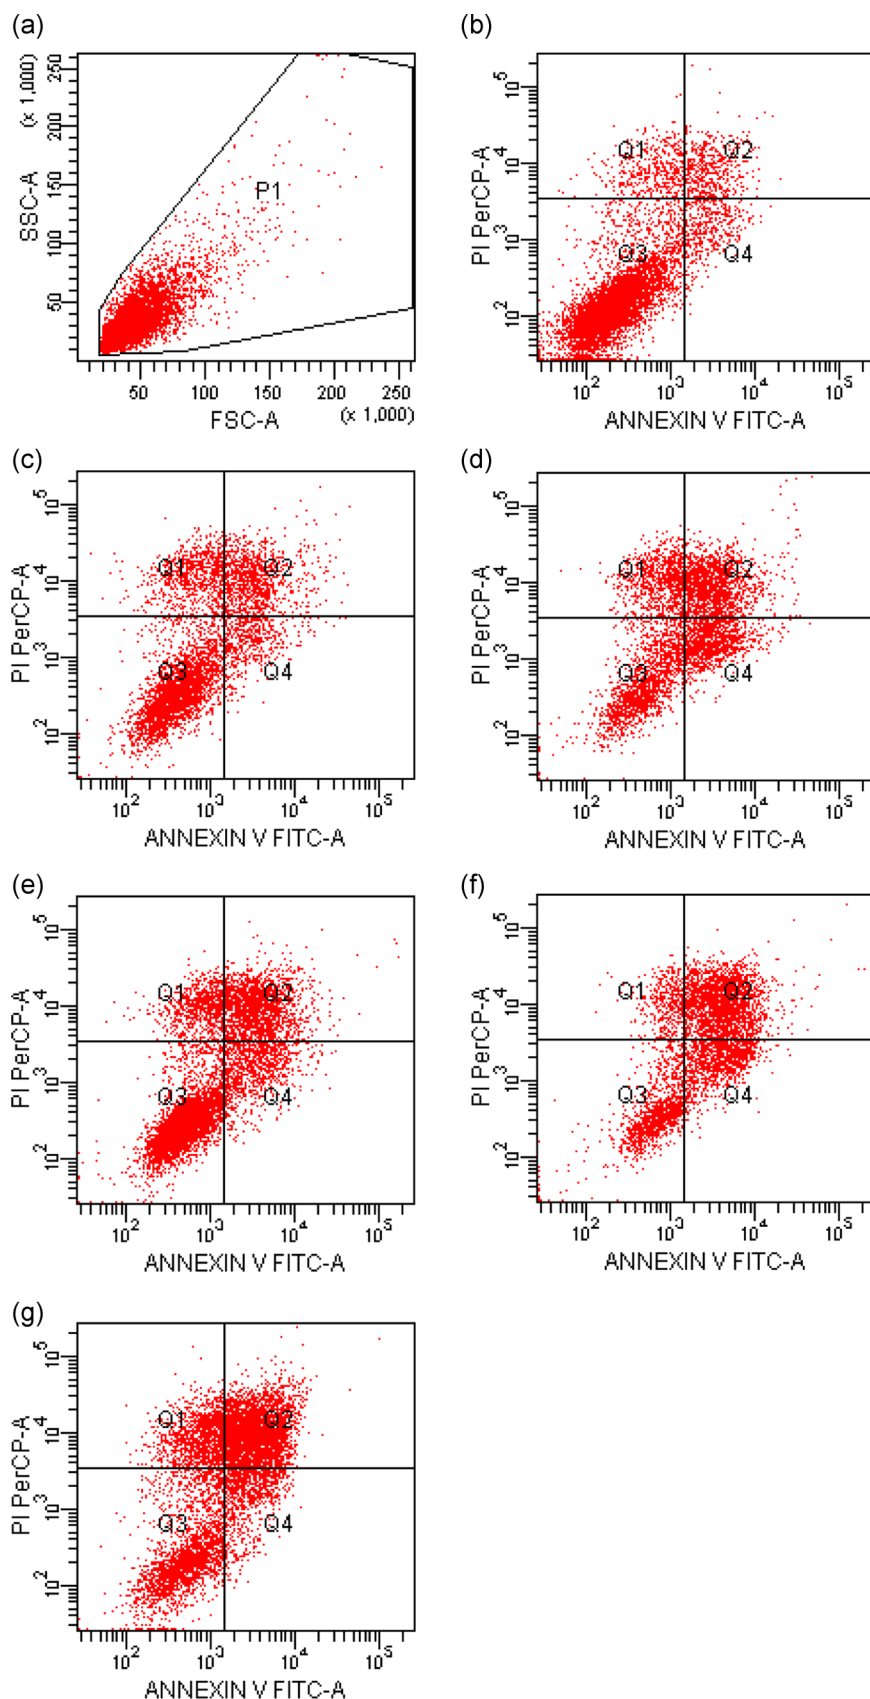 (a)
(x 1,000)
250
200
150
100
50
SSC-A
P1
50 100 150 200 250
(x 1,000)
FSC-A
(b)
10^5
10^4
10^3
10^2
PI PerCP-A
Q1 Q2
Q3 Q4
10^2 10^3 10^4 10^5
ANNEXIN V FITC-A
(c)
10^5
10^4
10^3
10^2
PI PerCP-A
Q1 Q2
Q3 Q4
10^2 10^3 10^4 10^5
ANNEXIN V FITC-A
(d)
10^5
10^4
10^3
10^2
PI PerCP-A
Q1 Q2
Q3 Q4
10^2 10^3 10^4 10^5
ANNEXIN V FITC-A
(e)
10^5
10^4
10^3
10^2
PI PerCP-A
Q1 Q2
Q3 Q4
10^2 10^3 10^4 10^5
ANNEXIN V FITC-A
(f)
10^5
10^4
10^3
10^2
PI PerCP-A
Q1 Q2
Q3 Q4
10^2 10^3 10^4 10^5
ANNEXIN V FITC-A
(g)
10^5
10^4
10^3
10^2
PI PerCP-A
Q1 Q2
Q3 Q4
10^2 10^3 10^4 10^5
ANNEXIN V FITC-A